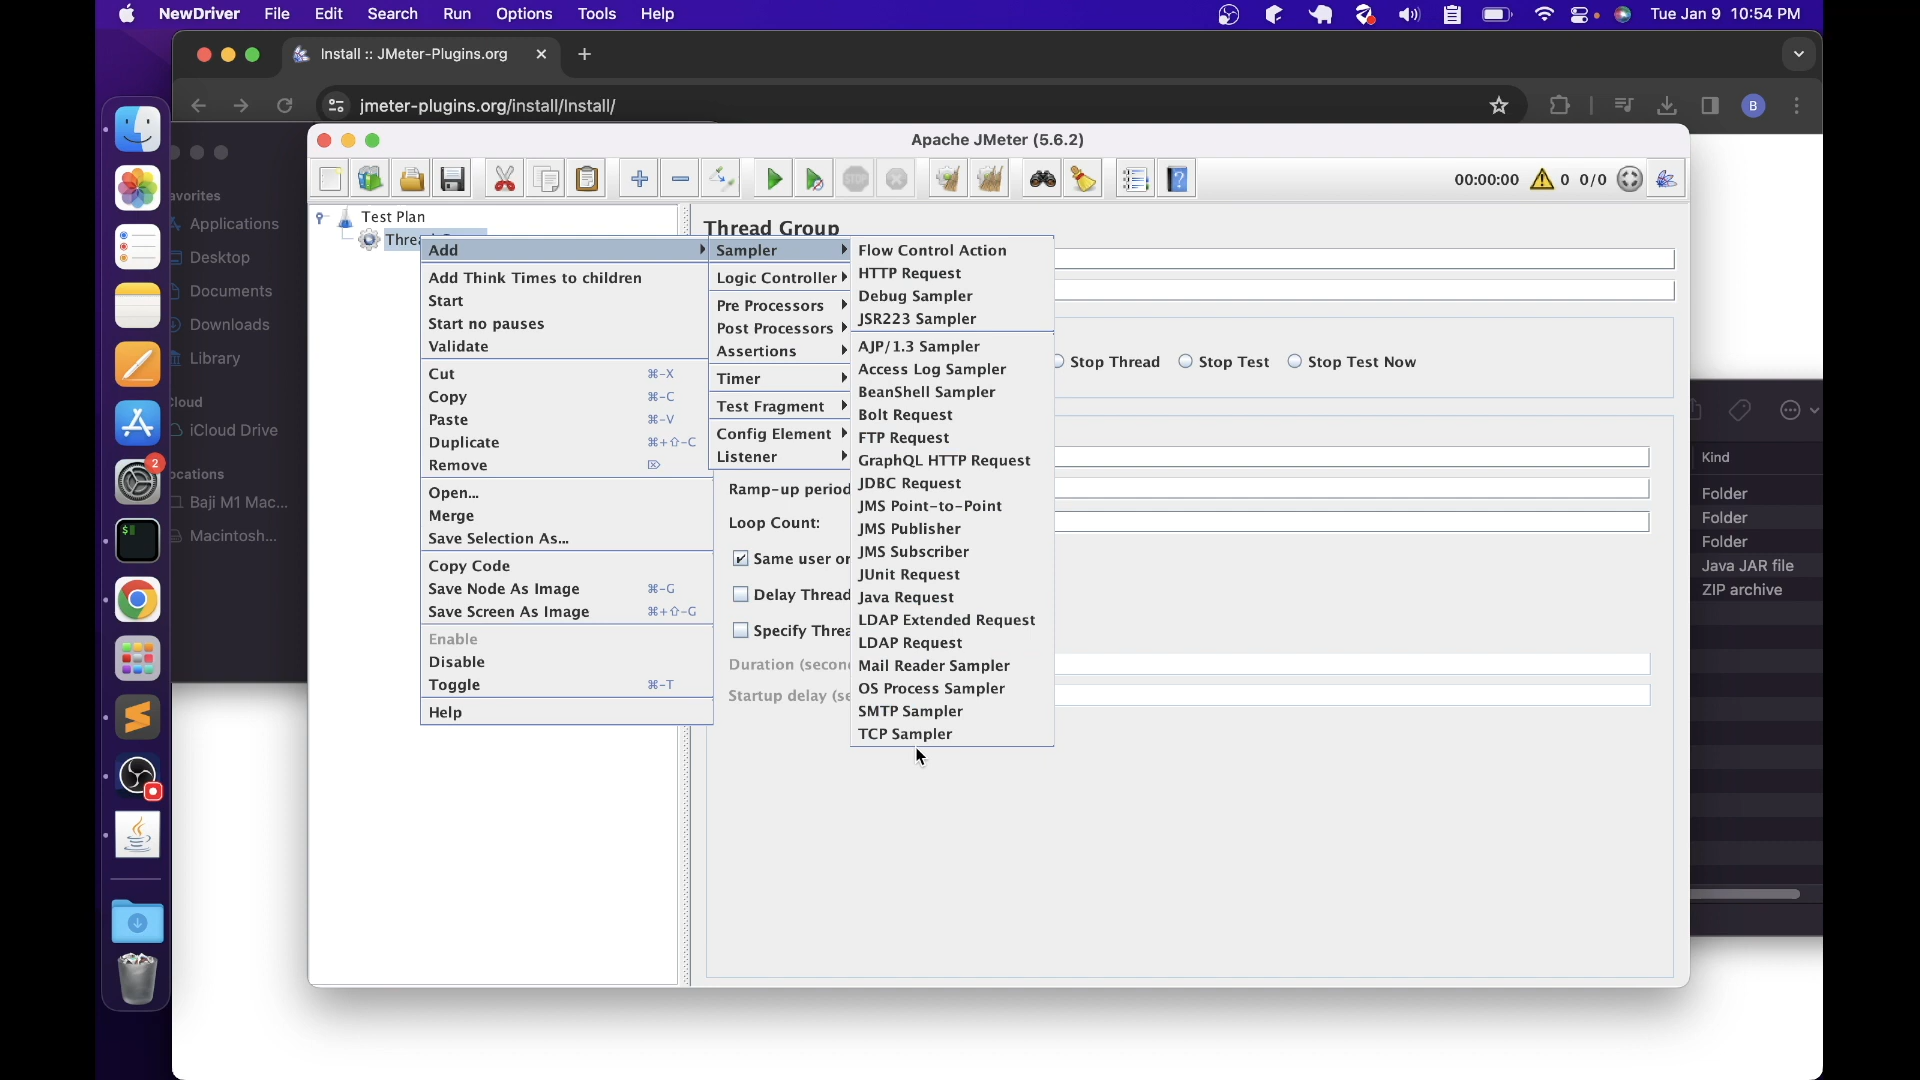 NewDriver File Edit Search Run Options Tools Help Tue Jan 9 10:54 PM
Install :: JMeter-Plugins.org
jmeter-plugins.org/install/Install/
B
Apache JMeter (5.6.2)
STOP
?
00:00:00 0 0/0
avorites
Applications
Desktop
Documents
Downloads
Library
cloud
iCloud Drive
ocations
Baji M1 Mac...
Macintosh...
2
$
Test Plan
Thread Group
Add
Add Think Times to children
Start
Start no pauses
Validate
Cut ⌘-X
Copy ⌘-C
Paste ⌘-V
Duplicate ⌘+⇧-C
Remove ⌦
Open...
Merge
Save Selection As...
Copy Code
Save Node As Image ⌘-G
Save Screen As Image ⌘+⇧-G
Enable
Disable
Toggle ⌘-T
Help
Sampler
Logic Controller
Pre Processors
Post Processors
Assertions
Timer
Test Fragment
Config Element
Listener
Flow Control Action
HTTP Request
Debug Sampler
JSR223 Sampler
AJP/1.3 Sampler
Access Log Sampler
BeanShell Sampler
Bolt Request
FTP Request
GraphQL HTTP Request
JDBC Request
JMS Point-to-Point
JMS Publisher
JMS Subscriber
JUnit Request
Java Request
LDAP Extended Request
LDAP Request
Mail Reader Sampler
OS Process Sampler
SMTP Sampler
TCP Sampler
Stop Thread Stop Test Stop Test Now
Ramp-up period
Loop Count:
Same user on
Delay Thread
Specify Threa
Duration (secon
Startup delay (se
Kind
Folder
Folder
Folder
Java JAR file
ZIP archive